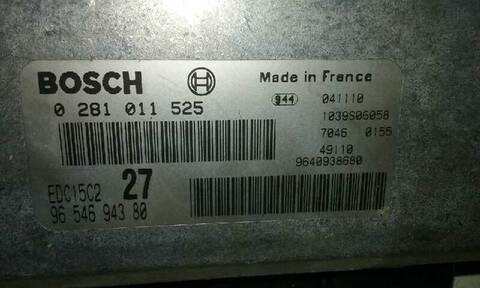 BOSCH
Made in France
0 281 011 525
944 041110
1039S06058
7046 0155
49110
9640938680
EDC15C2 27
96 546 943 80